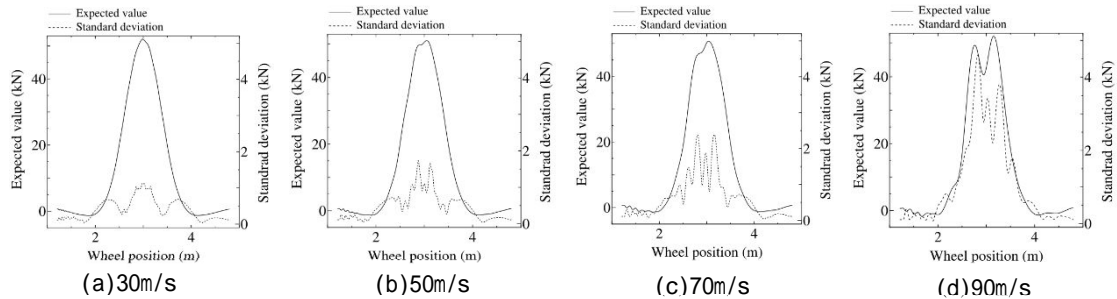 Expected value
Standard deviation
Expected value (kN)
40
20
0
Standrad deviation (kN)
4
2
0
2
4
Wheel position (m)
(a)30m/s
Expected value
Standard deviation
Expected value (kN)
40
20
0
Standrad deviation (kN)
4
2
0
2
4
Wheel position (m)
(b)50m/s
Expected value
Standard deviation
Expected value (kN)
40
20
0
Standrad deviation (kN)
4
2
0
2
4
Wheel position (m)
(c)70m/s
Expected value
Standard deviation
Expected value (kN)
40
20
0
Standrad deviation (kN)
4
2
0
2
4
Wheel position (m)
(d)90m/s